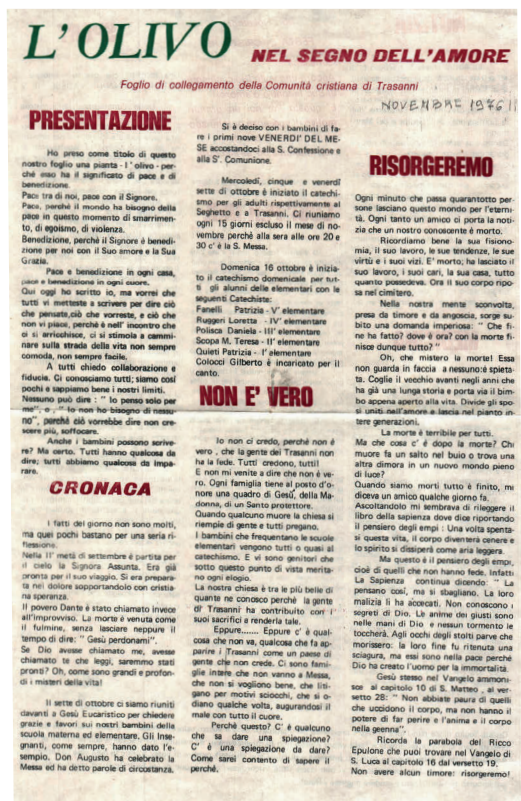 L'OLIVO NEL SEGNO DELL'AMORE
Foglio di collegamento della Comunità cristiana di Trasanni
NOVEMBRE 1976
PRESENTAZIONE
Ho preso come titolo di questo
nostro foglio una pianta - l' olivo - per-
chè esso ha il significato di pace e di
benedizione.
Pace tra di noi, pace con il Signore.
Pace, perchè il mondo ha bisogno della
pace in questo momento di smarrimen-
to, di egoismo, di violenza.
Benedizione, perchè il Signore è benedi-
zione per noi con il Suo amore e la Sua
Grazia.
Pace e benedizione in ogni casa,
pace e benedizione in ogni cuore.
Qui oggi ho scritto io, ma vorrei che
tutti vi metteste a scrivere per dire ciò
che pensate, ciò che vorreste, e ciò che
non vi piace, perchè è nell' incontro che
ci si arricchisce, ci si stimola a cammi-
nare sulla strada della vita non sempre
comoda, non sempre facile.
A tutti chiedo collaborazione e
fiducia. Ci conosciamo tutti; siamo così
pochi e sappiamo bene i nostri limiti.
Nessuno può dire : " Io penso solo per
me", o , " Io non ho bisogno di nessu-
no", perchè ciò vorrebbe dire non cre-
scere più, soffocare.
Anche i bambini possono scrive-
re? Ma certo. Tutti hanno qualcosa da
dire; tutti abbiamo qualcosa da impa-
rare.
CRONACA
I fatti del giorno non sono molti,
ma quei pochi bastano per una seria ri-
flessione.
Nella II° metà di settembre è partita per
il cielo la Signora Assunta. Era già
pronta per il suo viaggio. Si era prepara-
ta nel dolore sopportandolo con cristia-
na speranza.
Il povero Dante è stato chiamato invece
all'improvviso. La morte è venuta come
il fulmine, senza lasciare neppure il
tempo di dire: " Gesù perdonami".
Se Dio avesse chiamato me, avesse
chiamato te che leggi, saremmo stati
pronti? Oh, come sono grandi e profon-
di i misteri della vita!
Il sette di ottobre ci siamo riuniti
davanti a Gesù Eucaristico per chiedere
grazie e favori sui nostri bambini della
scuola materna ed elementare. Gli Inse-
gnanti, come sempre, hanno dato l'e-
sempio. Don Augusto ha celebrato la
Messa ed ha detto parole di circostanza.
Si è deciso con i bambini di fa-
re i primi nove VENERDI' DEL ME-
SE accostandoci alla S. Confessione e
alla S'. Comunione.
Mercoledì, cinque e venerdì
sette di ottobre è iniziato il catechis-
mo per gli adulti rispettivamente al
Seghetto e a Trasanni. Ci riuniamo
ogni 15 giorni escluso il mese di no-
vembre perchè alla sera alle ore 20 e
30 c'è la S. Messa.
Domenica 16 ottobre è inizia-
to il catechismo domenicale per tut-
ti gli alunni delle elementari con le
seguenti Catechiste:
Fanelli Patrizia - V' elementare
Ruggeri Loretta - IV' elementare
Polisca Daniela - III' elementare
Scopa M. Teresa - II' elementare
Quieti Patrizia - I' elementare
Colocci Gilberto è incaricato per il
canto.
NON E' VERO
Io non ci credo, perchè non è
vero , che la gente dei Trasanni non
ha la fede. Tutti credono, tutti!
E non mi venite a dire che non è ve-
ro. Ogni famiglia tiene al posto d'o-
nore una quadro di Gesù, della Ma-
donna, di un Santo protettore.
Quando qualcuno muore la chiesa si
riempie di gente e tutti pregano.
I bambini che frequentano le scuole
elementari vengono tutti o quasi al
catechismo. E vi sono genitori che
sotto questo punto di vista merita-
no ogni elogio.
La nostra chiesa è tra le più belle di
quante ne conosco perchè la gente
di' Trasanni ha contribuito con i
suoi sacrifici a renderla tale.
Eppure....... Eppure c' è qual-
cosa che non va, qualcosa che fa ap-
parire i Trasanni come un paese di
gente che non crede. Ci sono fami-
glie intere che non vanno a Messa,
che non si vogliono bene, che liti-
gano per motivi sciocchi, che si o-
diano qualche volta, augurandosi il
male con tutto il cuore.
Perchè questo? C' è qualcuno
che sa dare una spiegazione?
C' è una spiegazione da dare?
Come sarei contento di sapere il
perchè.
RISORGEREMO
Ogni minuto che passa quarantotto per-
sone lasciano questo mondo per l'eterni-
tà. Ogni tanto un amico ci porta la noti-
zia che un nostro conoscente è morto.
Ricordiamo bene la sua fisiono-
mia, il suo lavoro, le sue tendenze, le sue
virtù e i suoi vizi. E' morto; ha lasciato il
suo lavoro, i suoi cari, la sua casa, tutto
quanto possedeva. Ora il suo corpo ripo-
sa nel cimitero.
Nella nostra mente sconvolta,
presa da timore e da angoscia, sorge su-
bito una domanda imperiosa: " Che fi-
ne ha fatto? dove è ora? con la morte
finisce dunque tutto? "
Oh, che mistero la morte! Essa
non guarda in faccia a nessuno: è spieta-
ta. Coglie il vecchio avanti negli anni che
ha già una lunga storia e porta via il bim-
bo appena aperto alla vita. Divide gli spo-
si uniti nell'amore e lascia nel pianto in-
tere generazioni.
La morte è terribile per tutti.
Ma che cosa c' è dopo la morte? Chi
muore fa un salto nel buio o trova una
altra dimora in un nuovo mondo pieno
di luce?
Quando siamo morti tutto è finito, mi
diceva un amico qualche giorno fa.
Ascoltandolo mi sembrava di rileggere il
libro della sapienza dove dice riportando
il pensiero degli empi : Una volta spenta-
si questa vita, il corpo diventerà cenere e
lo spirito si dissiperà come aria leggera.
Ma questo è il pensiero degli empi,
cioè di quelli che non hanno fede. Infatti
La Sapienza continua dicendo: " La
pensano così, ma si sbagliano. La loro
malizia li ha accecati. Non conoscono i
segreti di Dio. Le anime dei giusti sono
nelle mani di Dio e nessun tormento le
toccherà. Agli occhi degli stolti parve che
morissero: la loro fine fu ritenuta una
sciagura, ma essi sono nella pace perchè
Dio ha creato l'uomo per la immortalità.
Gesù stesso nel Vangelo ammoni-
sce al capitolo 10 di S. Matteo , al ver-
setto 28: " Non abbiate paura di quelli
che uccidono il corpo, ma non hanno il
potere di far perire e l'anima e il corpo
nella geenna".
Ricorda la parabola del Ricco
Epulone che puoi trovare nel Vangelo di
S. Luca al capitolo 16 dal versetto 19.
Non avere alcun timore: risorgeremo!